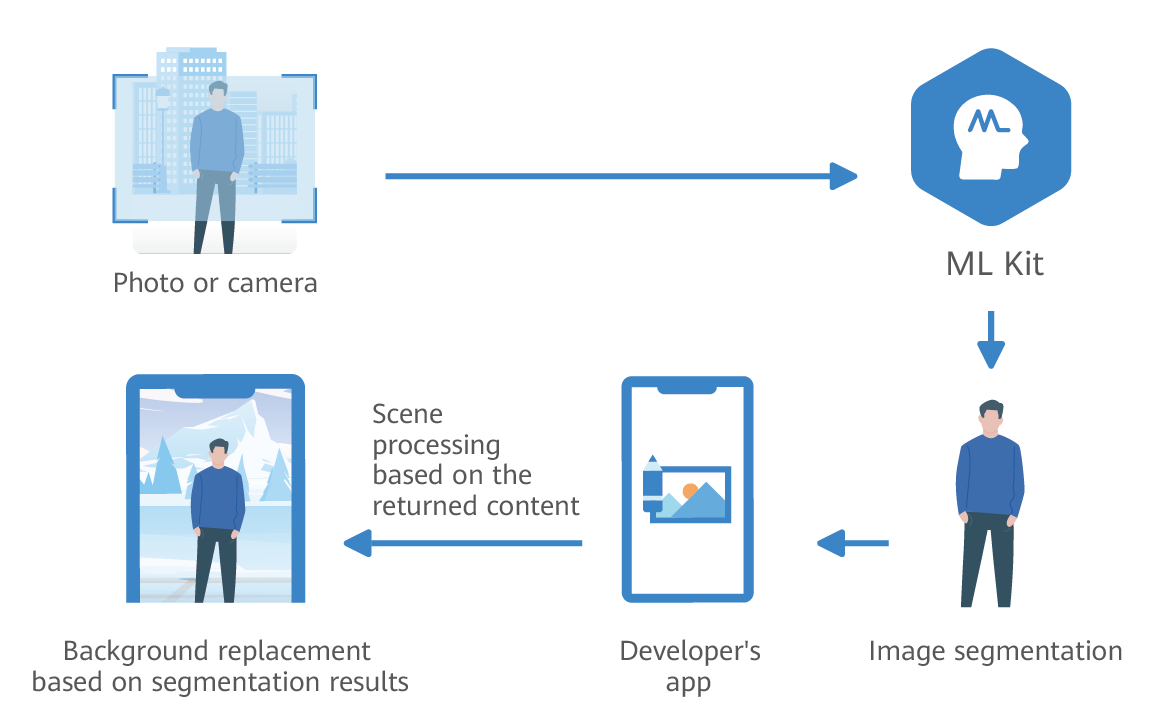 Photo or camera
ML Kit
Scene
processing
based on the
returned content
Background replacement
based on segmentation results
Developer's
app
Image segmentation